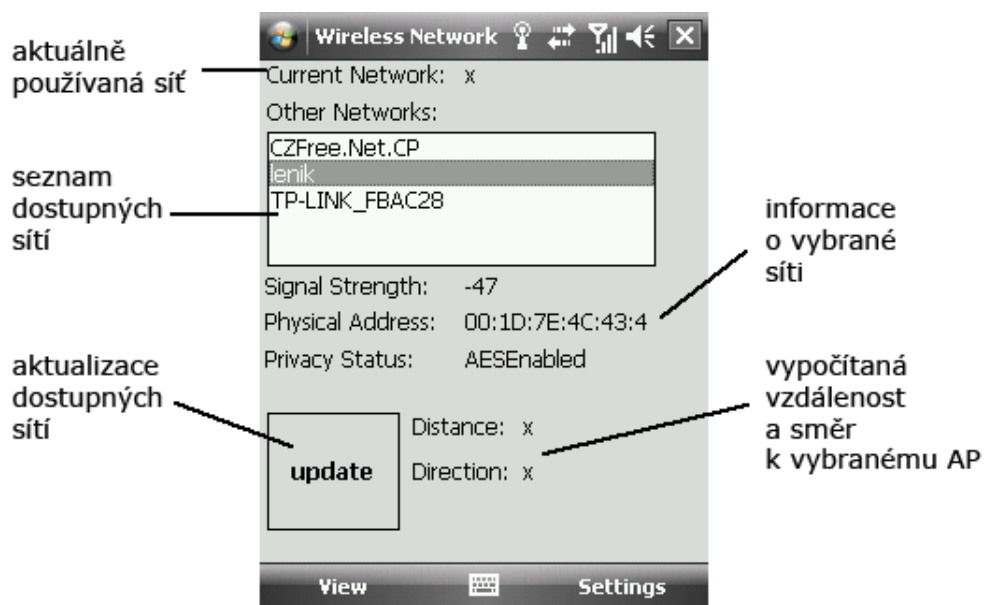 Wireless Network
aktuálně
používaná síť
Current Network: x
Other Networks:
CZFree.Net.CP
lenik
TP-LINK_FBAC28
seznam
dostupných
sítí
informace
o vybrané
síti
Signal Strength: -47
Physical Address: 00:1D:7E:4C:43:4
Privacy Status: AESEnabled
aktualizace
dostupných
sítí
vypočítaná
vzdálenost
a směr
k vybranému AP
update
Distance: x
Direction: x
View
Settings